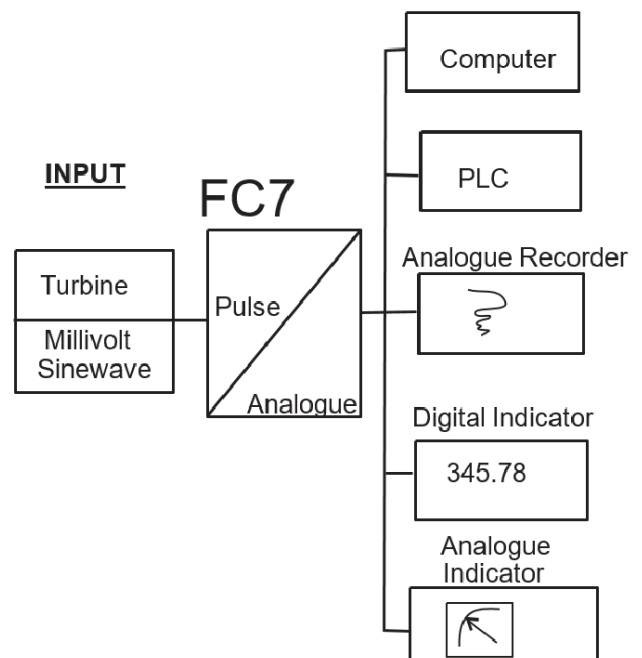 INPUT
Turbine
Millivolt
Sinewave
FC7
Pulse
Analogue
Computer
PLC
Analogue Recorder
Digital Indicator
345.78
Analogue
Indicator